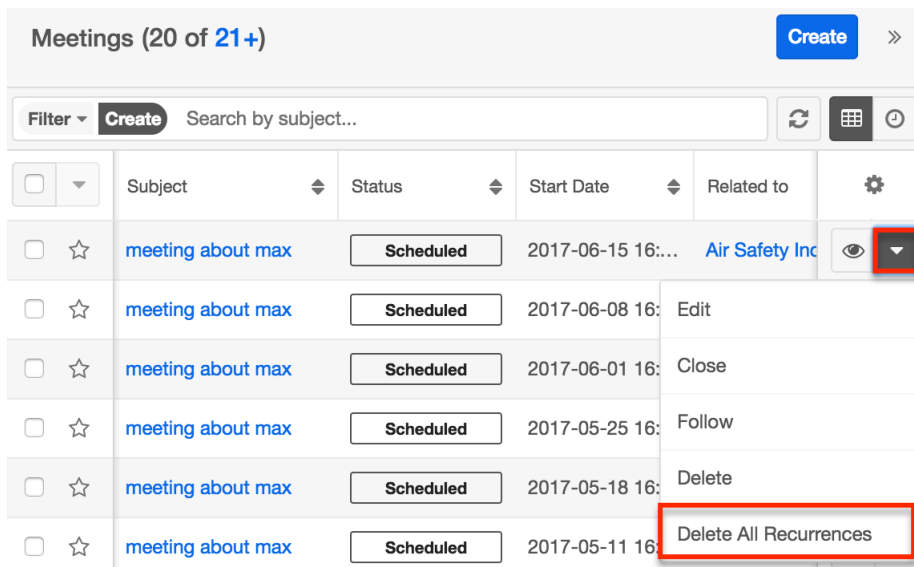 Meetings (20 of 21+)
Create
Filter Create Search by subject...
Subject Status Start Date Related to
meeting about max Scheduled 2017-06-15 16:... Air Safety Inc
meeting about max Scheduled 2017-06-08 16:
Edit
meeting about max Scheduled 2017-06-01 16:
Close
meeting about max Scheduled 2017-05-25 16:
Follow
meeting about max Scheduled 2017-05-18 16:
Delete
meeting about max Scheduled 2017-05-11 16:
Delete All Recurrences